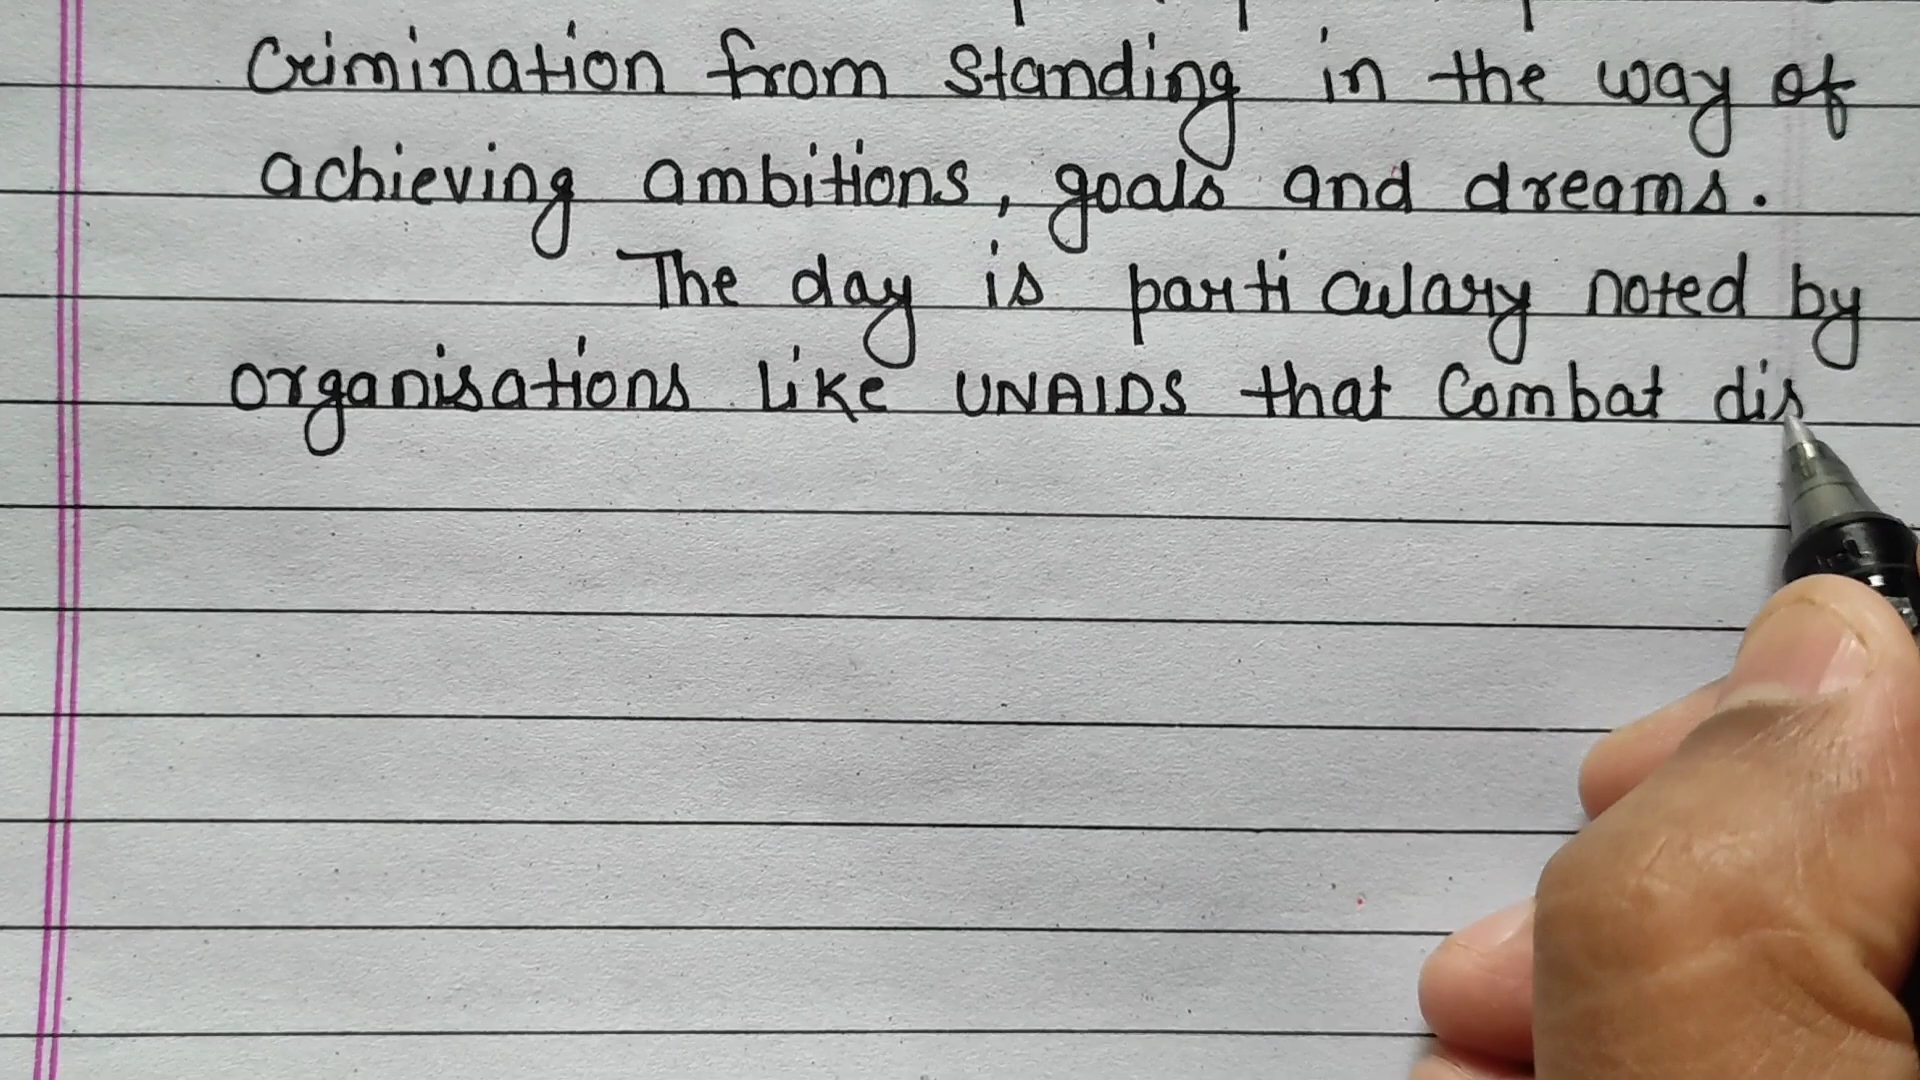 crimination from standing in the way of
achieving ambitions, goals and dreams.
The day is particulary noted by
organisations like UNAIDS that combat dis